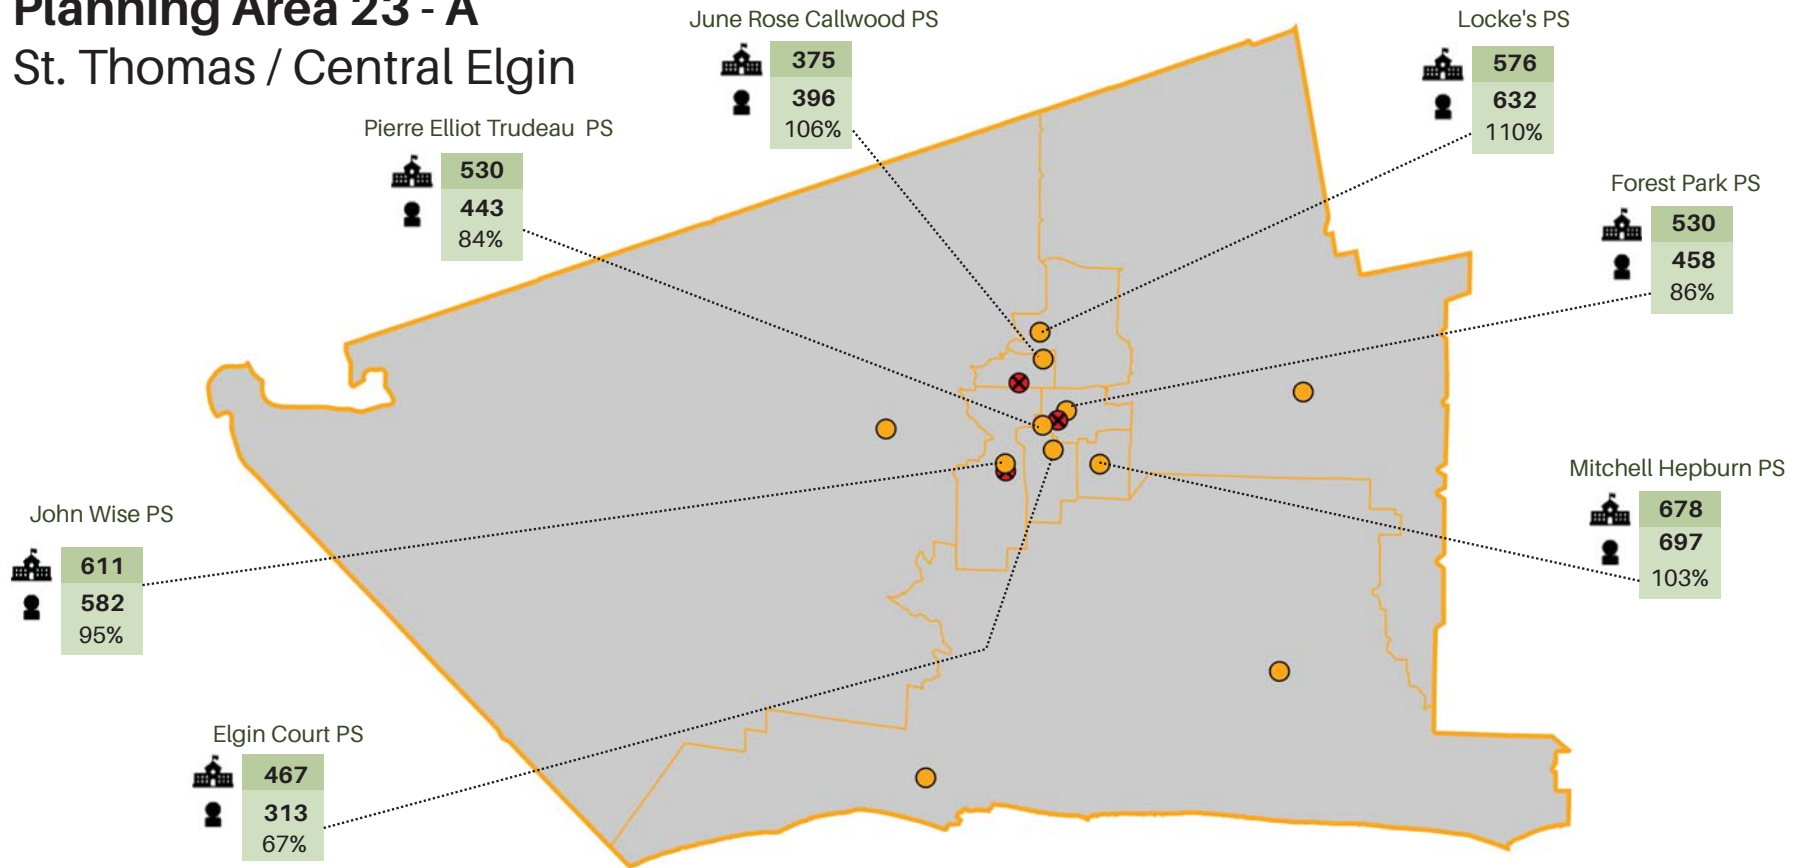 Planning Area 23 - A
St. Thomas / Central Elgin
June Rose Callwood PS
375
396
106%
Locke's PS
576
632
110%
Pierre Elliot Trudeau PS
530
443
84%
Forest Park PS
530
458
86%
Mitchell Hepburn PS
678
697
103%
John Wise PS
611
582
95%
Elgin Court PS
467
313
67%